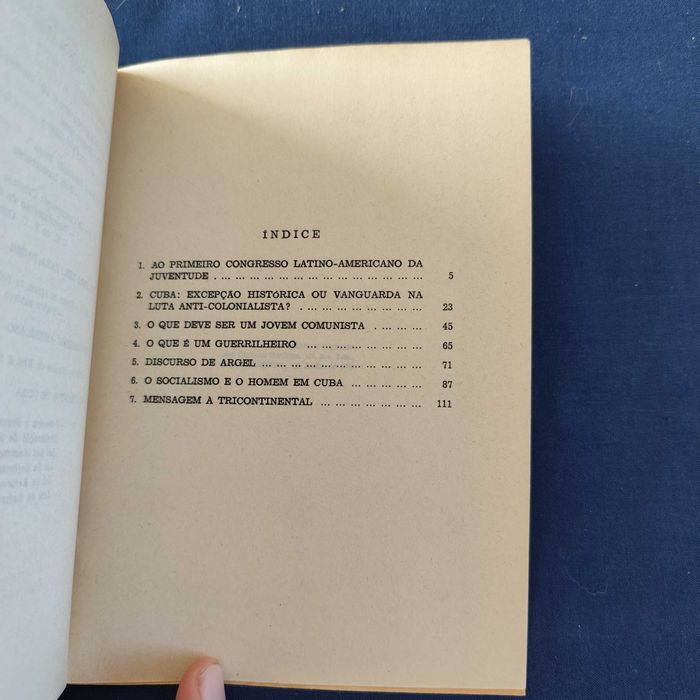 ÍNDICE
1. AO PRIMEIRO CONGRESSO LATINO-AMERICANO DA
JUVENTUDE ... ... ... ... ... ... ... ... ... ... ... ... ... 5
2. CUBA: EXCEPÇÃO HISTÓRICA OU VANGUARDA NA
LUTA ANTI-COLONIALISTA? ... ... ... ... ... ... ... ... 23
3. O QUE DEVE SER UM JOVEM COMUNISTA ... ... ... ... 45
4. O QUE É UM GUERRILHEIRO ... ... ... ... ... ... ... 65
5. DISCURSO DE ARGEL ... ... ... ... ... ... ... ... ... ... 71
6. O SOCIALISMO E O HOMEM EM CUBA ... ... ... ... ... 87
7. MENSAGEM A TRICONTINENTAL ... ... ... ... ... ... ... 111